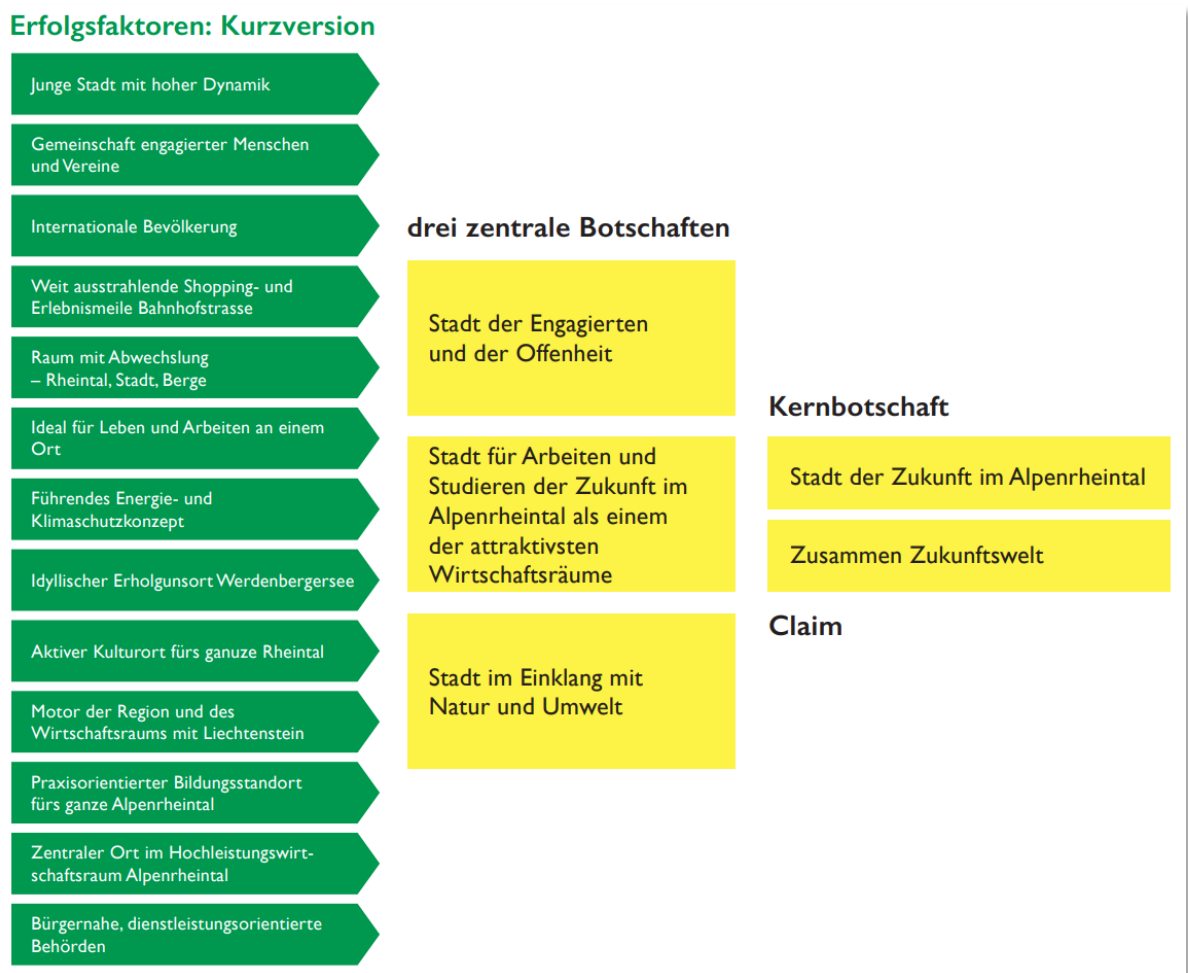 Erfolgsfaktoren: Kurzversion
Junge Stadt mit hoher Dynamik
Gemeinschaft engagierter Menschen
und Vereine
Internationale Bevölkerung
Weit ausstrahlende Shopping- und
Erlebnismeile Bahnhofstrasse
Raum mit Abwechslung
– Rheintal, Stadt, Berge
Ideal für Leben und Arbeiten an einem
Ort
Führendes Energie- und
Klimaschutzkonzept
Idyllischer Erholgunsort Werdenbergersee
Aktiver Kulturort fürs ganuze Rheintal
Motor der Region und des
Wirtschaftsraums mit Liechtenstein
Praxisorientierter Bildungsstandort
fürs ganze Alpenrheintal
Zentraler Ort im Hochleistungswirt-
schaftsraum Alpenrheintal
Bürgernahe, dienstleistungsorientierte
Behörden
drei zentrale Botschaften
Stadt der Engagierten
und der Offenheit
Stadt für Arbeiten und
Studieren der Zukunft im
Alpenrheintal als einem
der attraktivsten
Wirtschaftsräume
Stadt im Einklang mit
Natur und Umwelt
Kernbotschaft
Stadt der Zukunft im Alpenrheintal
Zusammen Zukunftswelt
Claim